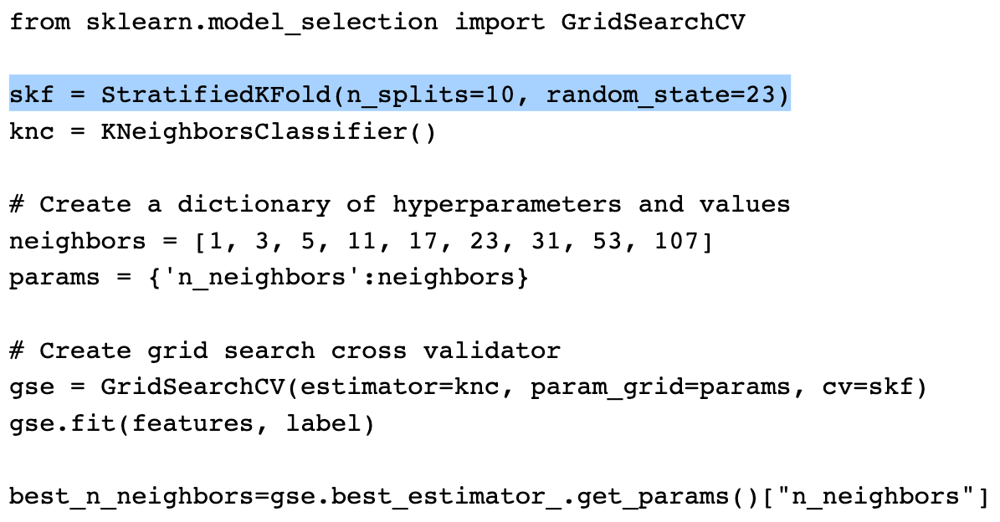 from sklearn.model_selection import GridSearchCV
skf = StratifiedKFold(n_splits=10, random_state=23)
knc = KNeighborsClassifier()
# Create a dictionary of hyperparameters and values
neighbors = [1, 3, 5, 11, 17, 23, 31, 53, 107]
params = {'n_neighbors':neighbors}
# Create grid search cross validator
gse = GridSearchCV(estimator=knc, param_grid=params, cv=skf)
gse.fit(features, label)
best_n_neighbors=gse.best_estimator_.get_params()["n_neighbors"]